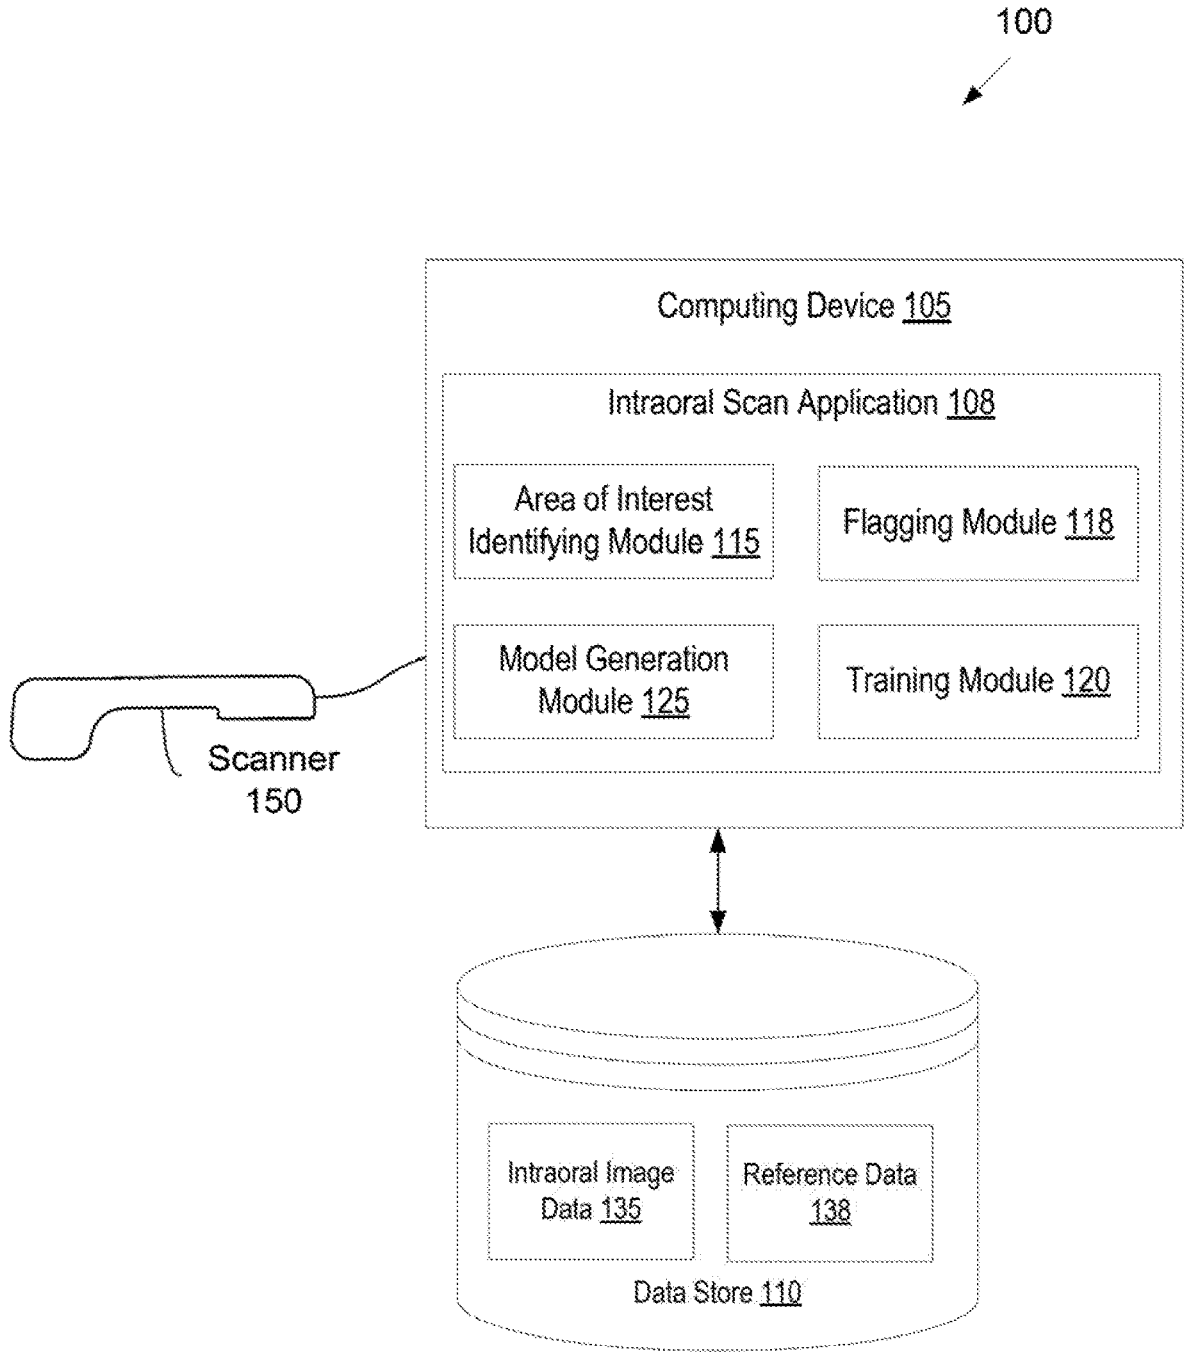 100
Computing Device 105
Intraoral Scan Application 108
Area of Interest
Identifying Module 115
Flagging Module 118
Model Generation
Module 125
Training Module 120
Scanner
150
Intraoral Image
Data 135
Reference Data
138
Data Store 110